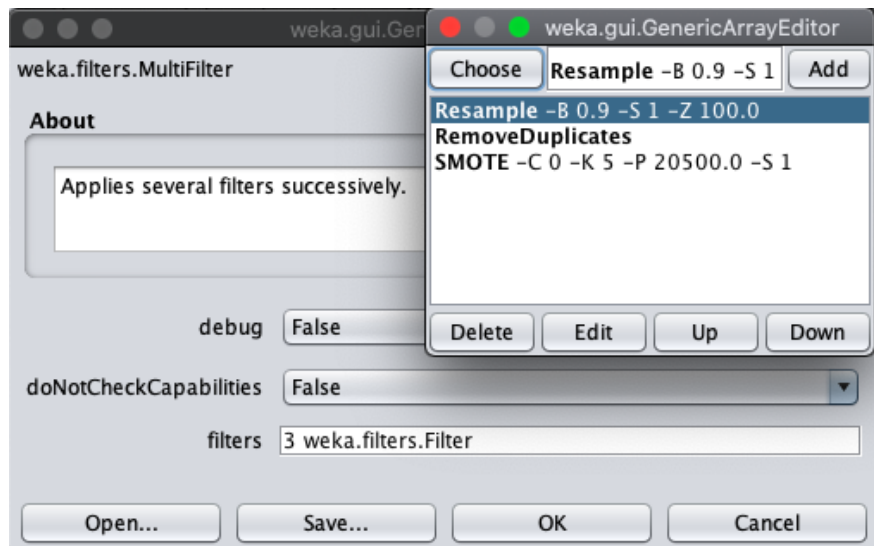 weka.gui.Ger
weka.gui.GenericArrayEditor
weka.filters.MultiFilter
Choose
Resample -B 0.9 -S 1
Add
About
Resample -B 0.9 -S 1 -Z 100.0
RemoveDuplicates
SMOTE -C 0 -K 5 -P 20500.0 -S 1
Applies several filters successively.
debug
False
Delete
Edit
Up
Down
doNotCheckCapabilities
False
filters
3 weka.filters.Filter
Open...
Save...
OK
Cancel